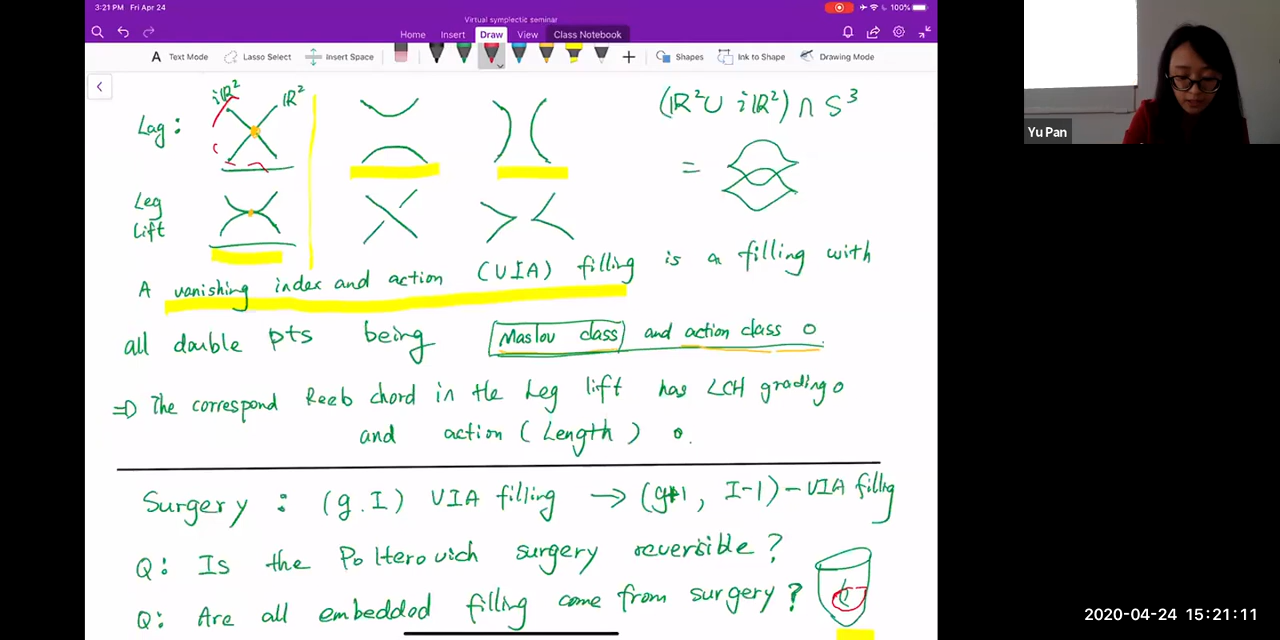 3:21 PM Fri Apr 24
100%
Virtual symplectic seminar
Home Insert Draw View Class Notebook
Text Mode Lasso Select Insert Space Shapes Ink to Shape Drawing Mode
Lag: iℝ² ℝ² (ℝ² ∪ iℝ²) ∩ S³
=
Leg
lift
A vanishing index and action (VIA) filling is a filling with
all double pts being Maslov class and action class 0.
⇒ The correspond Reeb chord in the Leg lift has LCH grading 0
and action (Length) 0.
Surgery : (g. I) VIA filling → (g+1, I-1) - VIA filling
Q: Is the Polterovich surgery reversible?
Q: Are all embedded filling come from surgery?
Yu Pan
2020-04-24 15:21:11